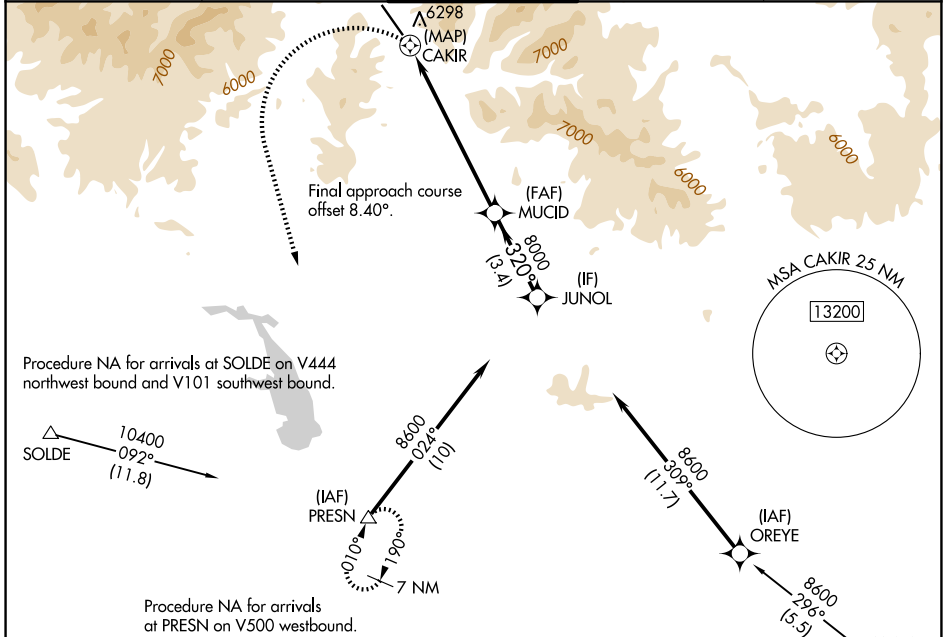 6298
(MAP)
CAKIR
7000
6000
7000
7000
6000
6000
Final approach course
offset 8.40°.
(FAF)
MUCID
8000
320°
(3.4)
(IF)
JUNOL
MSA CAKIR 25 NM
13200
Procedure NA for arrivals at SOLDE on V444
northwest bound and V101 southwest bound.
SOLDE
10400
092°
(11.8)
8600
024°
(10)
(IAF)
PRESN
010°
190°
7 NM
8600
309°
(11.7)
(IAF)
OREYE
8600
296°
(5.5)
Procedure NA for arrivals
at PRESN on V500 westbound.